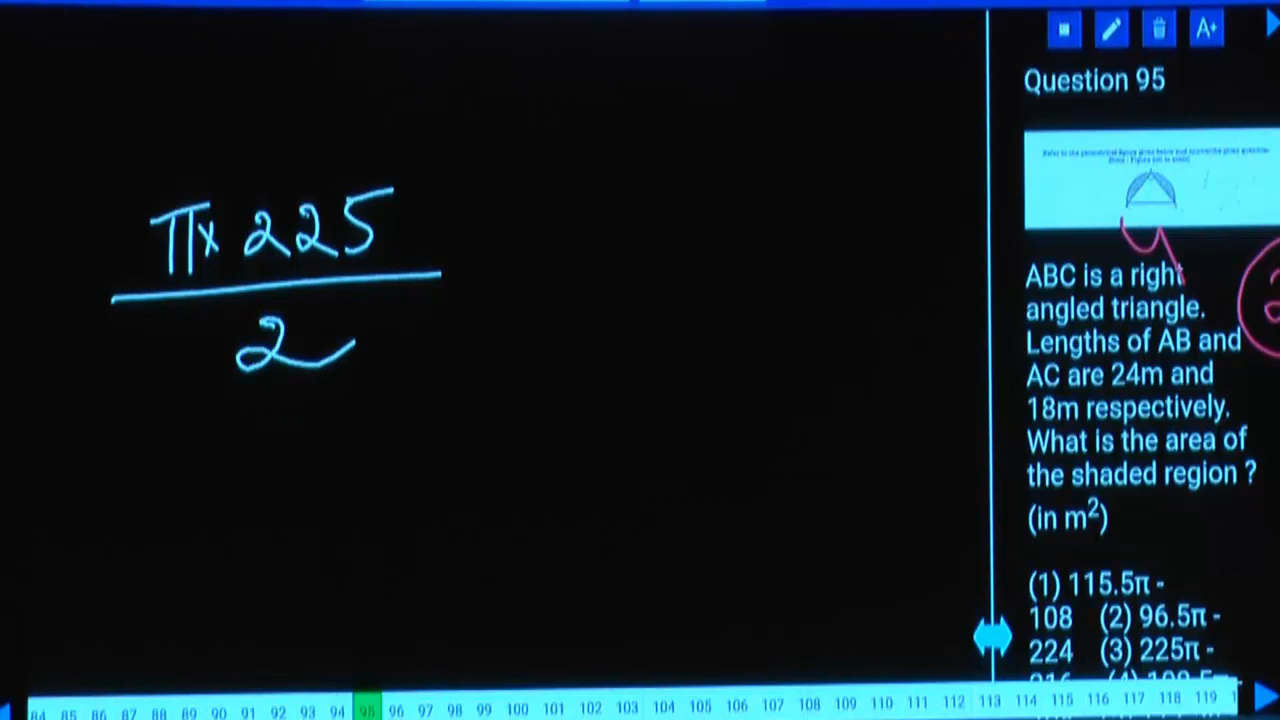 A+
Question 95
ABC is a right
angled triangle.
Lengths of AB and
AC are 24m and
18m respectively.
What is the area of
the shaded region ?
(in m²)
(1) 115.5π -
108 (2) 96.5π -
224 (3) 225π -
πx 225
2
84 85 86 87 88 89 90 91 92 93 94 95 96 97 98 99 100 101 102 103 104 105 106 107 108 109 110 111 112 113 114 115 116 117 118 119